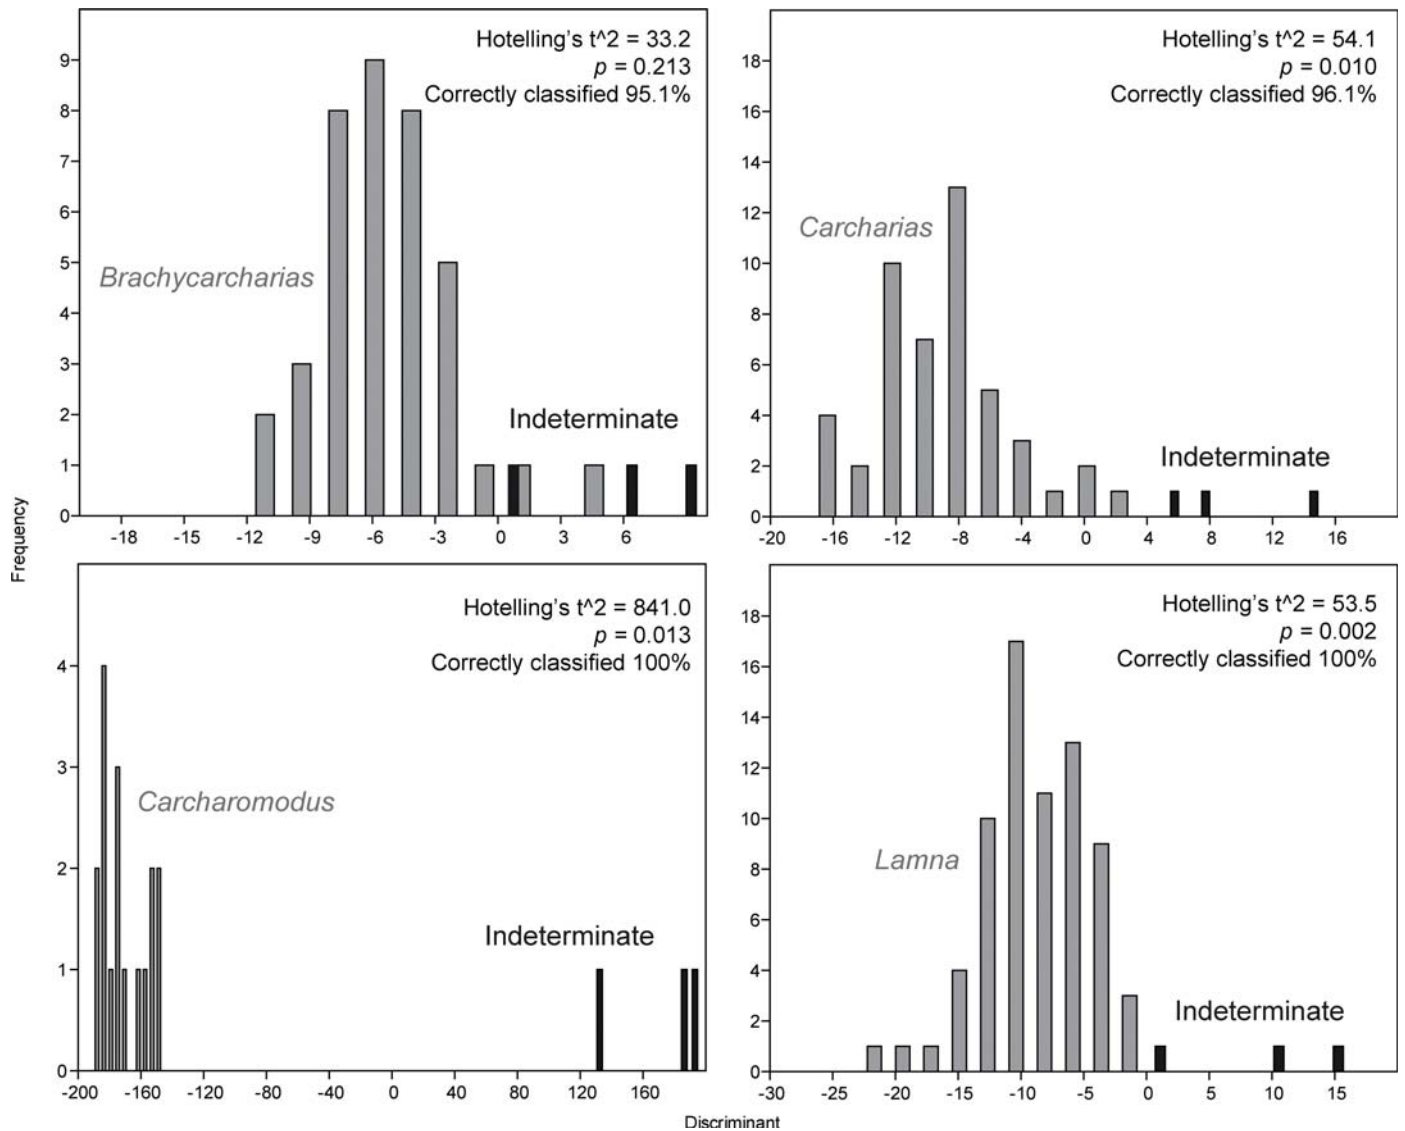 Hotelling's t^2 = 33.2
p = 0.213
Correctly classified 95.1%
9
8
7
6
5
4
3
2
1
0
Brachycarcharias
Indeterminate
-18 -15 -12 -9 -6 -3 0 3 6
Hotelling's t^2 = 54.1
p = 0.010
Correctly classified 96.1%
18
16
14
12
10
8
6
4
2
0
Carcharias
Indeterminate
-20 -16 -12 -8 -4 0 4 8 12 16
Frequency
Hotelling's t^2 = 841.0
p = 0.013
Correctly classified 100%
4
3
2
1
0
Carcharomodus
Indeterminate
-200 -160 -120 -80 -40 0 40 80 120 160
Hotelling's t^2 = 53.5
p = 0.002
Correctly classified 100%
18
16
14
12
10
8
6
4
2
0
Lamna
Indeterminate
-30 -25 -20 -15 -10 -5 0 5 10 15
Discriminant